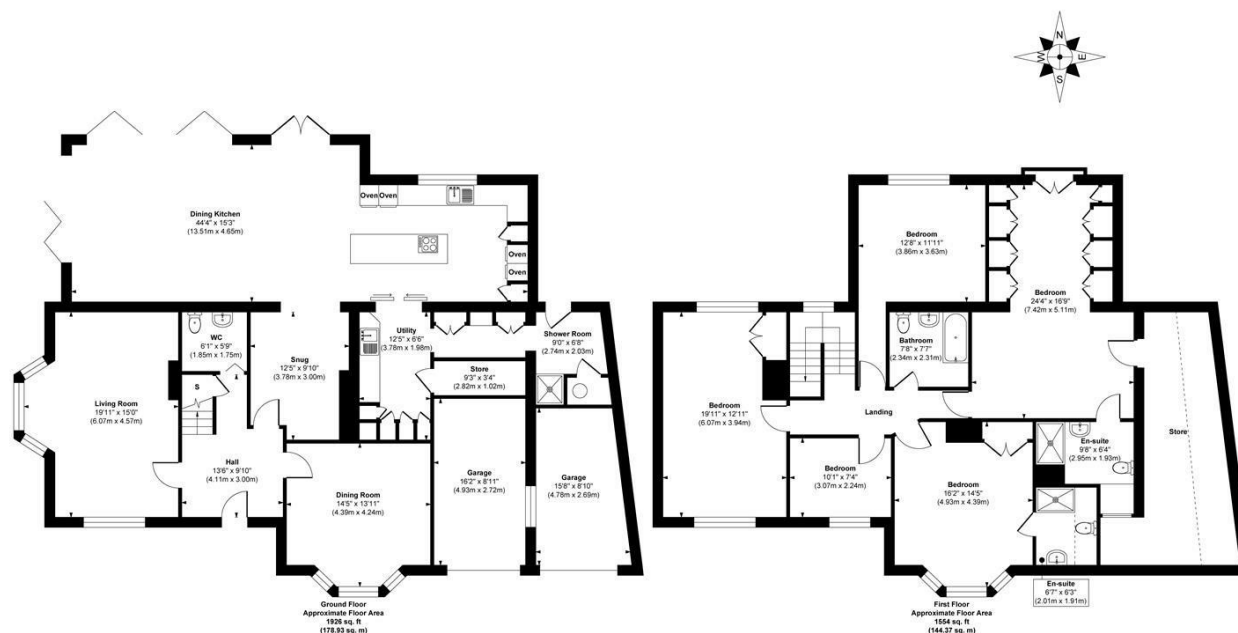 N
W
E
S
Dining Kitchen
44'4" x 15'3"
(13.51m x 4.65m)
Oven Oven
Oven
Oven
Living Room
19'11" x 15'0"
(6.07m x 4.57m)
WC
6'1" x 5'9"
(1.85m x 1.75m)
S
Snug
12'5" x 9'10"
(3.78m x 3.00m)
Utility
12'5" x 6'6"
(3.78m x 1.98m)
Shower Room
9'0" x 6'8"
(2.74m x 2.03m)
Store
9'3" x 3'4"
(2.82m x 1.02m)
Hall
13'6" x 9'10"
(4.11m x 3.00m)
Dining Room
14'5" x 13'11"
(4.39m x 4.24m)
Garage
16'2" x 8'11"
(4.93m x 2.72m)
Garage
15'8" x 8'10"
(4.78m x 2.69m)
Ground Floor
Approximate Floor Area
1926 sq. ft
(178.93 sq. m)
Bedroom
12'8" x 11'11"
(3.86m x 3.63m)
Bedroom
24'4" x 16'9"
(7.42m x 5.11m)
Bathroom
7'8" x 7'7"
(2.34m x 2.31m)
Bedroom
19'11" x 12'11"
(6.07m x 3.94m)
Landing
Bedroom
10'1" x 7'4"
(3.07m x 2.24m)
Bedroom
16'2" x 14'5"
(4.93m x 4.39m)
En-suite
9'8" x 6'4"
(2.95m x 1.93m)
Store
En-suite
6'7" x 6'3"
(2.01m x 1.91m)
First Floor
Approximate Floor Area
1554 sq. ft
(144.37 sq. m)